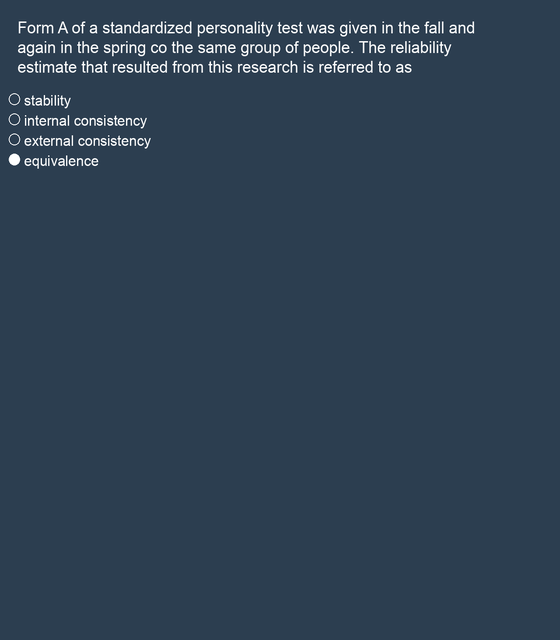 Form A of a standardized personality test was given in the fall and
again in the spring co the same group of people. The reliability
estimate that resulted from this research is referred to as
stability
internal consistency
external consistency
equivalence